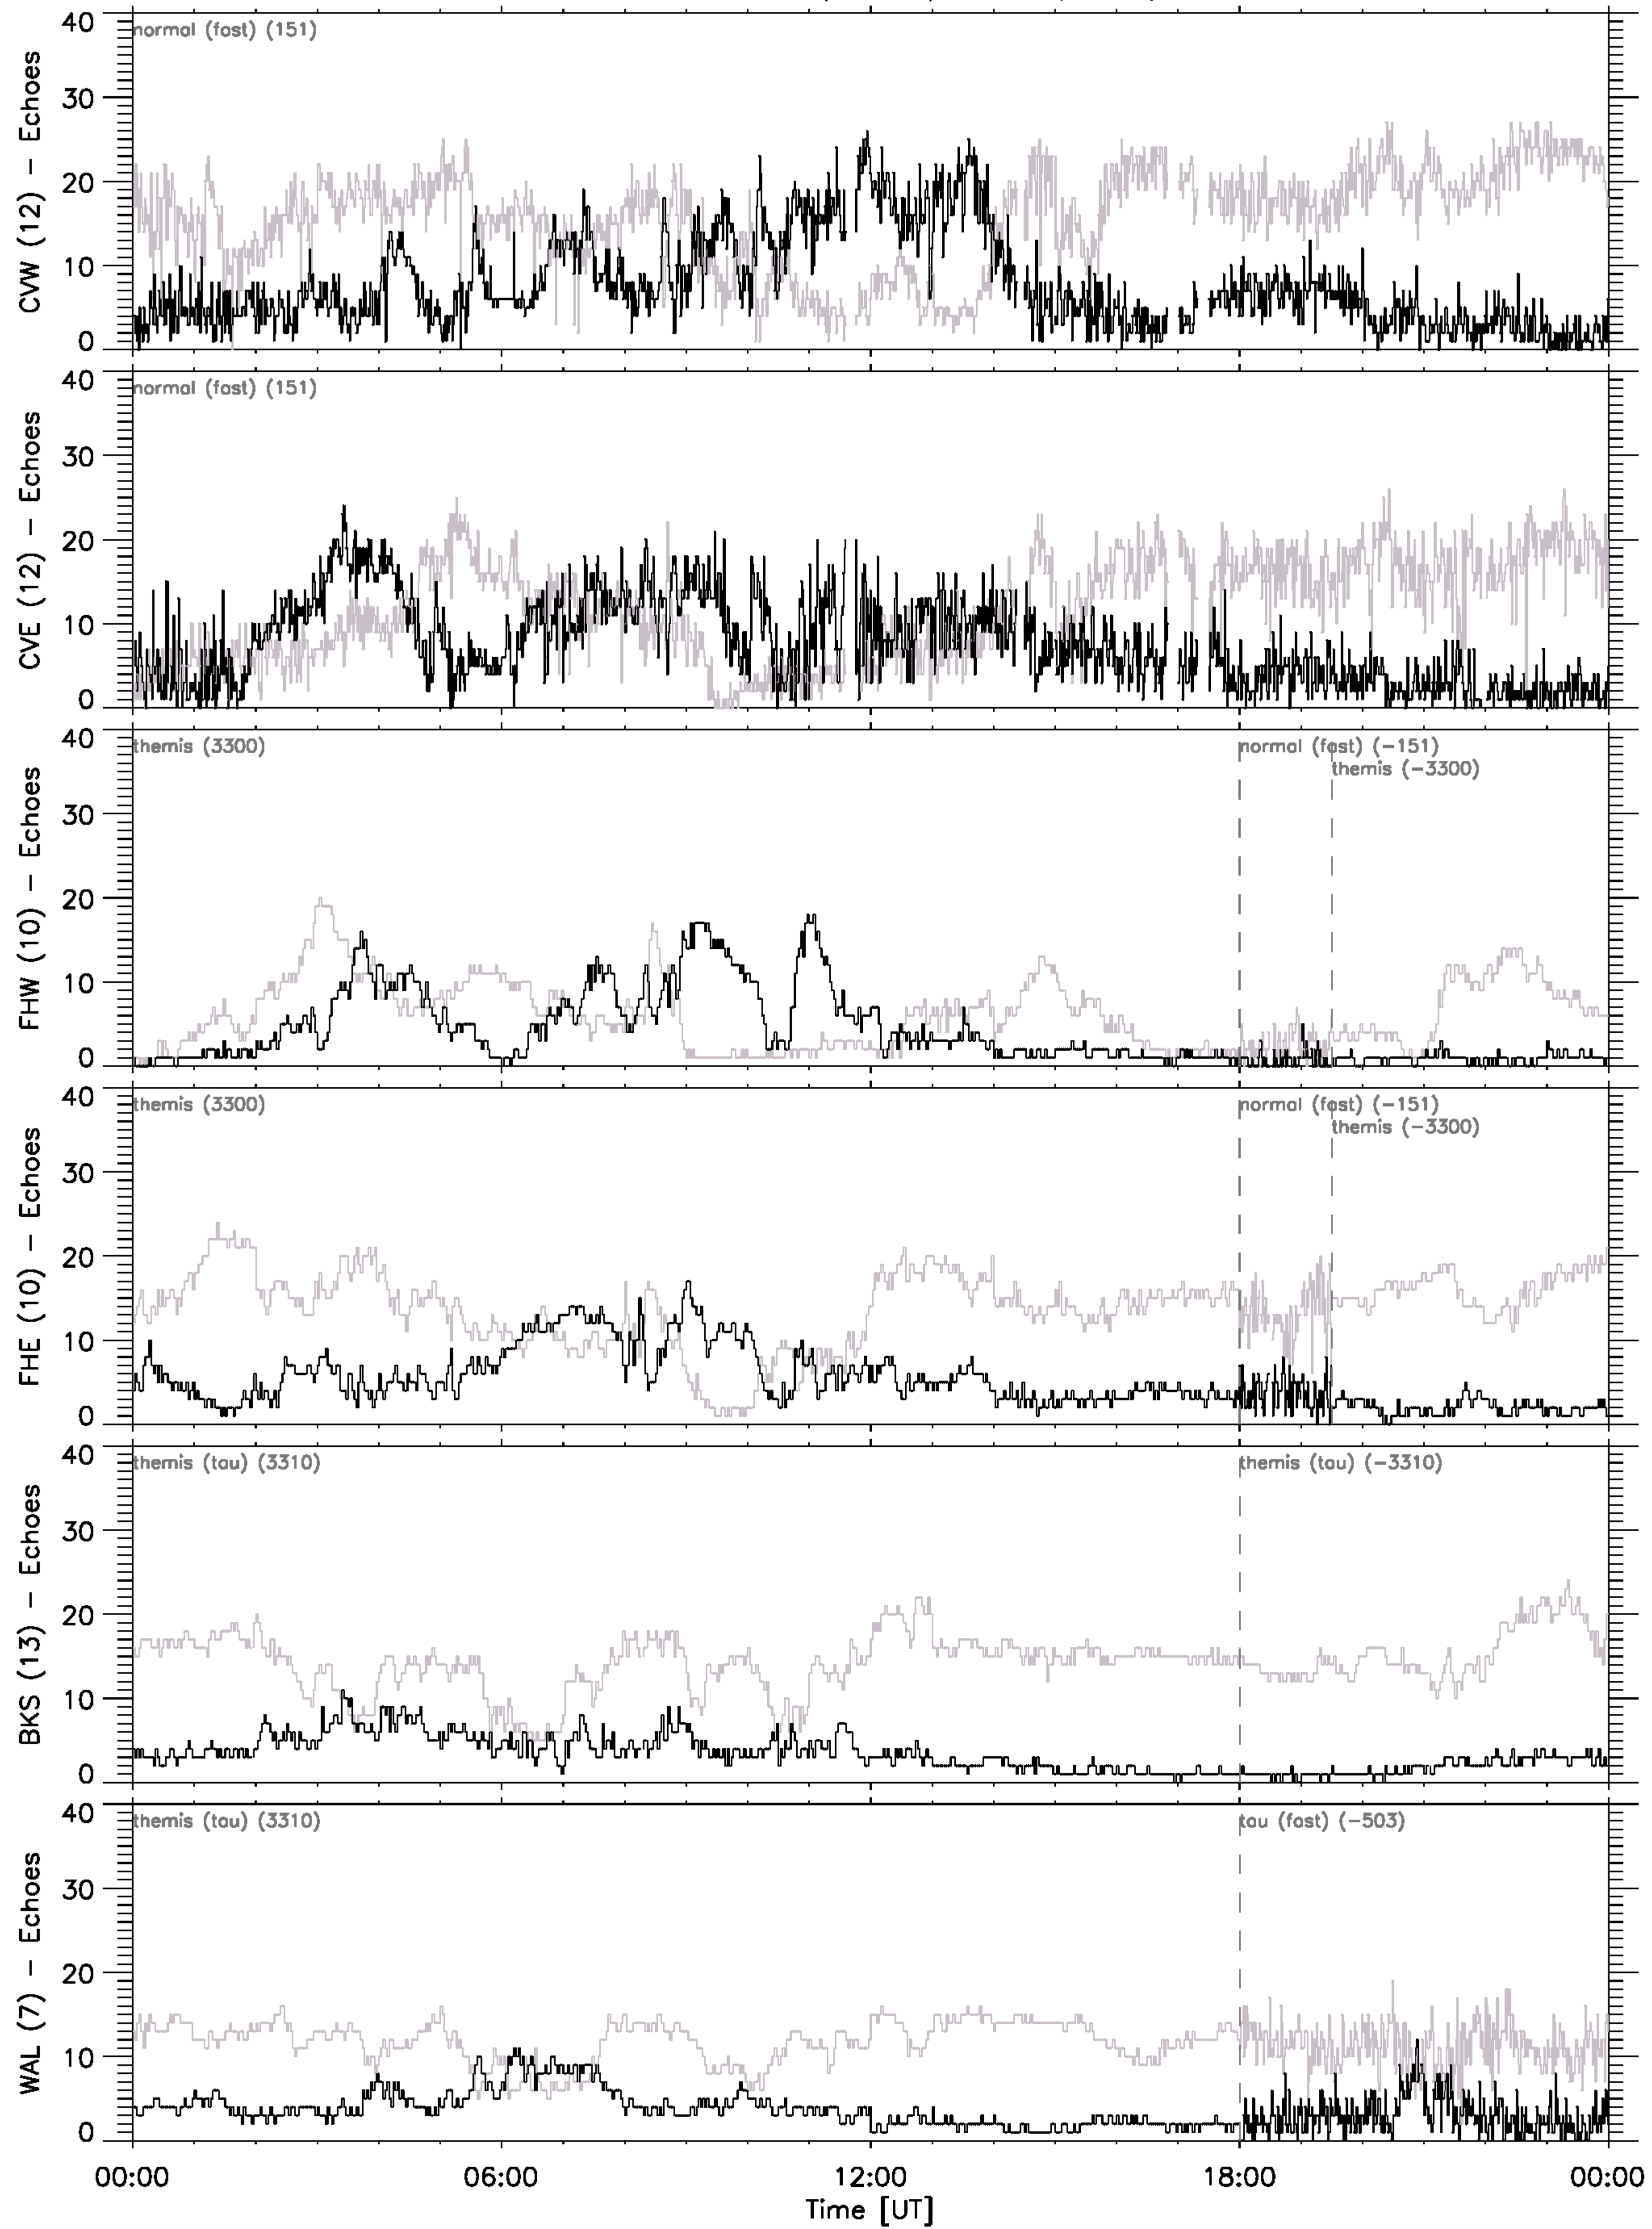 40
normal (fast) (151)
30
20
10
0
CVW (12) – Echoes
40
normal (fast) (151)
30
20
10
0
CVE (12) – Echoes
40
themis (3300)
normal (fast) (−151)
themis (−3300)
30
20
10
0
FHW (10) – Echoes
40
themis (3300)
normal (fast) (−151)
themis (−3300)
30
20
10
0
FHE (10) – Echoes
40
themis (tau) (3310)
themis (tau) (−3310)
30
20
10
0
BKS (13) – Echoes
40
themis (tau) (3310)
tau (fast) (−503)
30
20
10
0
WAL (7) – Echoes
00:00 06:00 12:00 18:00 00:00
Time [UT]